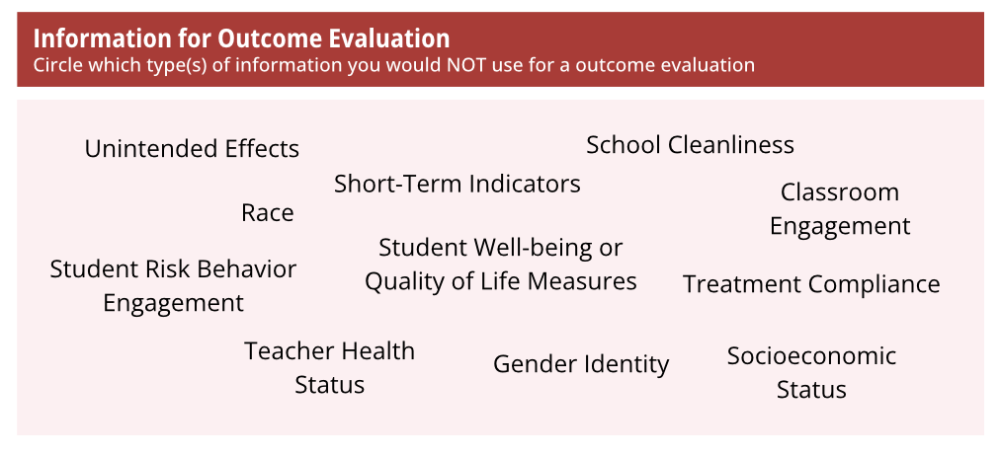 Information for Outcome Evaluation
Circle which type(s) of information you would NOT use for a outcome evaluation
Unintended Effects
School Cleanliness
Short-Term Indicators
Race
Classroom
Engagement
Student Well-being or
Quality of Life Measures
Student Risk Behavior
Engagement
Treatment Compliance
Teacher Health
Status
Gender Identity
Socioeconomic
Status